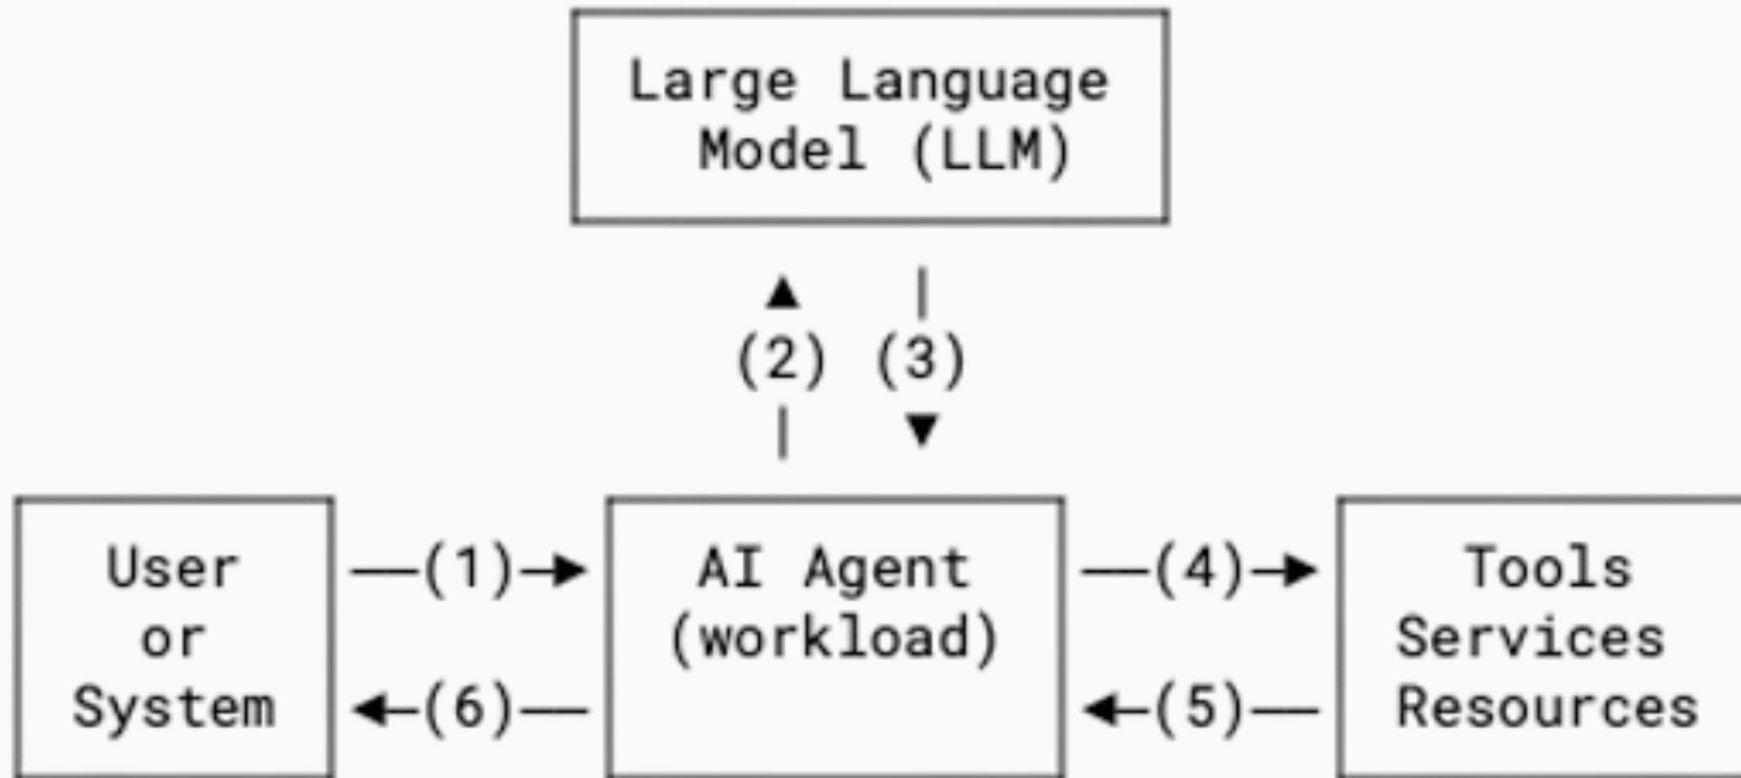 Large Language
Model (LLM)
(2) (3)
User
or
System
(1)
(6)
AI Agent
(workload)
(4)
(5)
Tools
Services
Resources